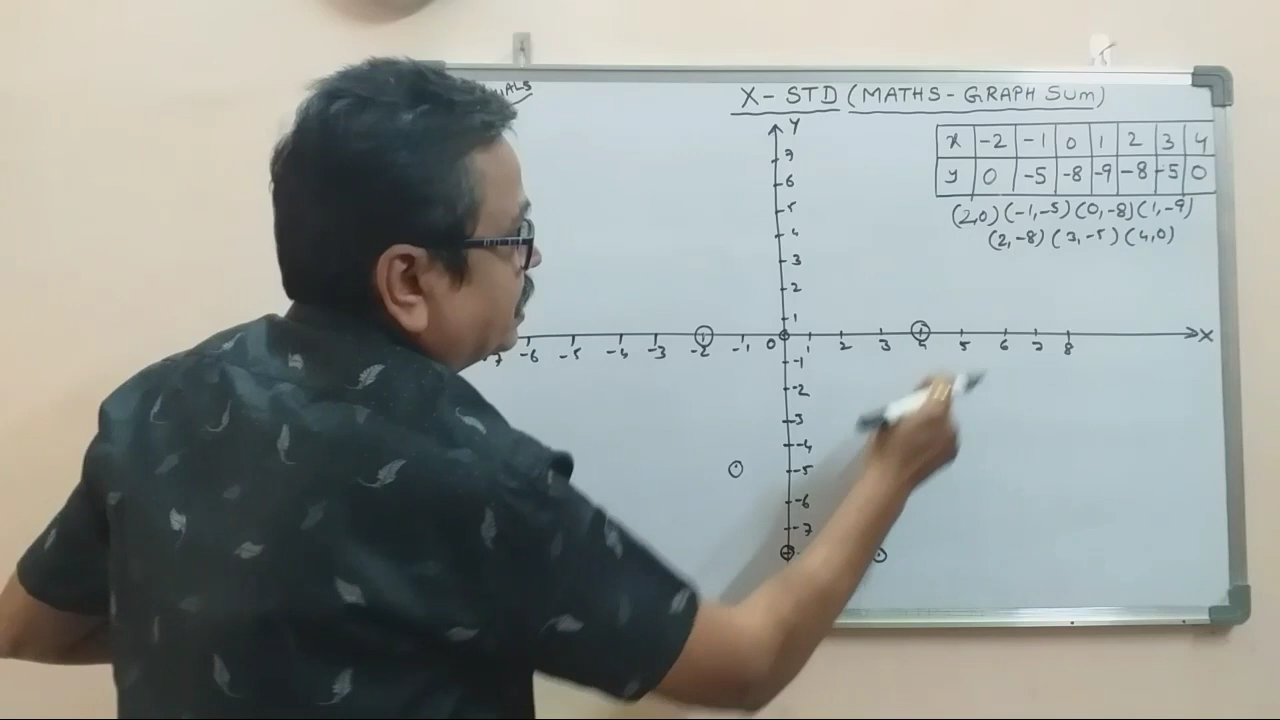 X - STD (MATHS - GRAPH SUM)
x -2 -1 0 1 2 3 4
y 0 -5 -8 -9 -8 -5 0
(2,0) (-1,-5) (0,-8) (1,-9)
(2,-8) (3,-5) (4,0)
Y
7
6
5
4
3
2
1
-7 -6 -5 -4 -3 -2 -1 0 1 2 3 4 5 6 7 8 X
-1
-2
-3
-4
-5
-6
-7